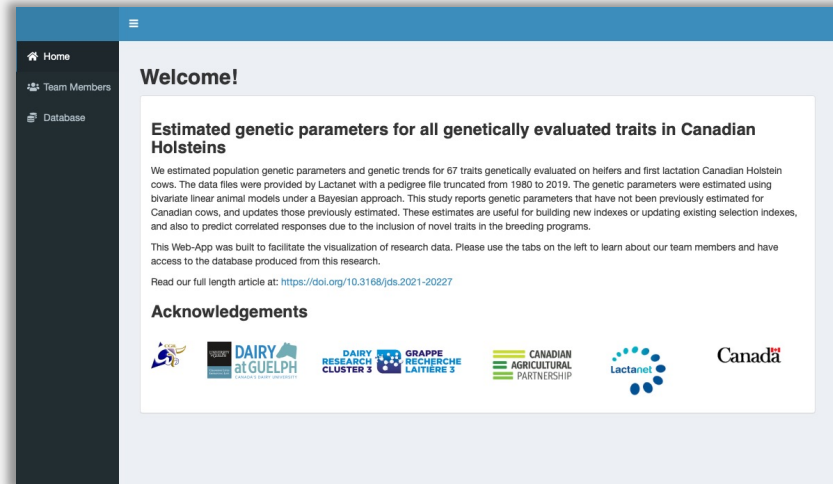 Home
Team Members
Database
Welcome!
Estimated genetic parameters for all genetically evaluated traits in Canadian
Holsteins
We estimated population genetic parameters and genetic trends for 67 traits genetically evaluated on heifers and first lactation Canadian Holstein
cows. The data files were provided by Lactanet with a pedigree file truncated from 1980 to 2019. The genetic parameters were estimated using
bivariate linear animal models under a Bayesian approach. This study reports genetic parameters that have not been previously estimated for
Canadian cows, and updates those previously estimated. These estimates are useful for building new indexes or updating existing selection indexes,
and also to predict correlated responses due to the inclusion of novel traits in the breeding programs.
This Web-App was built to facilitate the visualization of research data. Please use the tabs on the left to learn about our team members and have
access to the database produced from this research.
Read our full length article at: https://doi.org/10.3168/jds.2021-20227
Acknowledgements
DAIRY
at GUELPH
CANADA'S DAIRY UNIVERSITY
DAIRY
RESEARCH
CLUSTER 3
GRAPPE
RECHERCHE
LAITIÈRE 3
CANADIAN
AGRICULTURAL
PARTNERSHIP
Lactanet
Canada